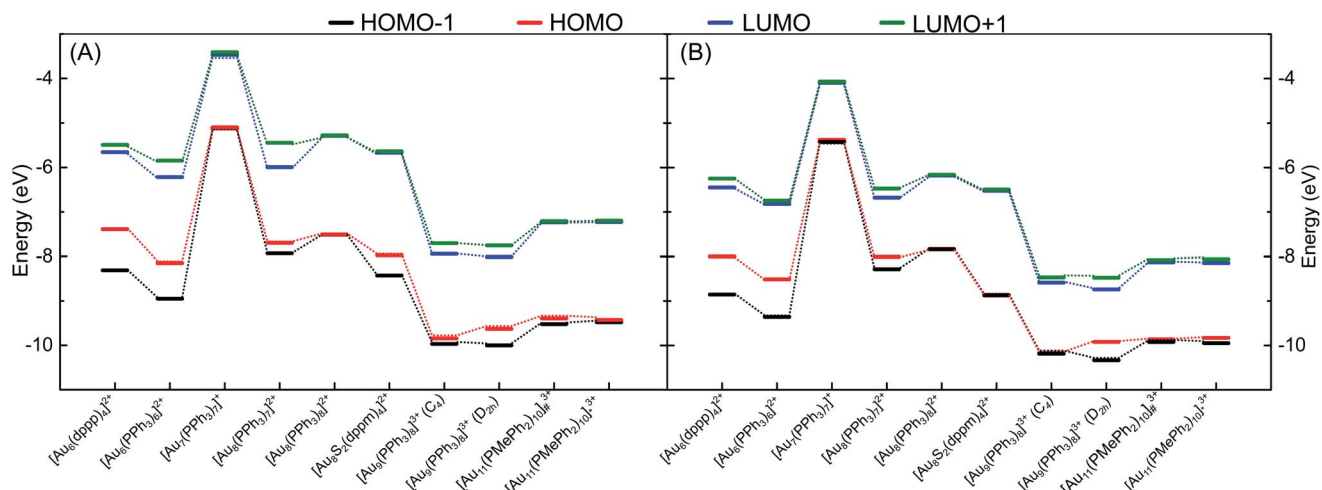 HOMO-1 HOMO LUMO LUMO+1
(A)
(B)
Energy (eV)
-4
-6
-8
-10
-4
-6
-8
-10
Energy (eV)
[Au₆(dppp)₄]²⁺
[Au₆(PPh₃)₆]²⁺
[Au₇(PPh₃)₇]⁺
[Au₈(PPh₃)₇]²⁺
[Au₈(PPh₃)₈]²⁺
[Au₈S₂(dppm)₄]²⁺
[Au₉(PPh₃)₈]³⁺ (C₄)
[Au₉(PPh₃)₈]³⁺ (D₂ₕ)
[Au₁₁(PMePh₂)₁₀]#³⁺
[Au₁₁(PMePh₂)₁₀]³⁺
[Au₆(dppp)₄]²⁺
[Au₆(PPh₃)₆]²⁺
[Au₇(PPh₃)₇]⁺
[Au₈(PPh₃)₇]²⁺
[Au₈(PPh₃)₈]²⁺
[Au₈S₂(dppm)₄]²⁺
[Au₉(PPh₃)₈]³⁺ (C₄)
[Au₉(PPh₃)₈]³⁺ (D₂ₕ)
[Au₁₁(PMePh₂)₁₀]#³⁺
[Au₁₁(PMePh₂)₁₀]³⁺